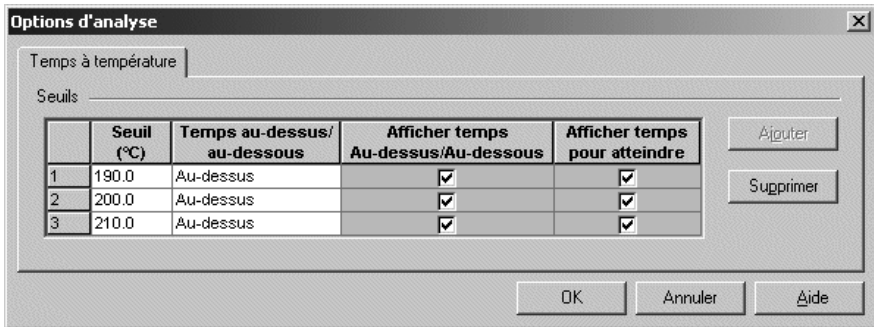 Options d'analyse
Temps à température
Seuils
Seuil (°C) Temps au-dessus/ au-dessous Afficher temps Au-dessus/Au-dessous Afficher temps pour atteindre
1 190.0 Au-dessus
2 200.0 Au-dessus
3 210.0 Au-dessus
Ajouter
Supprimer
OK Annuler Aide